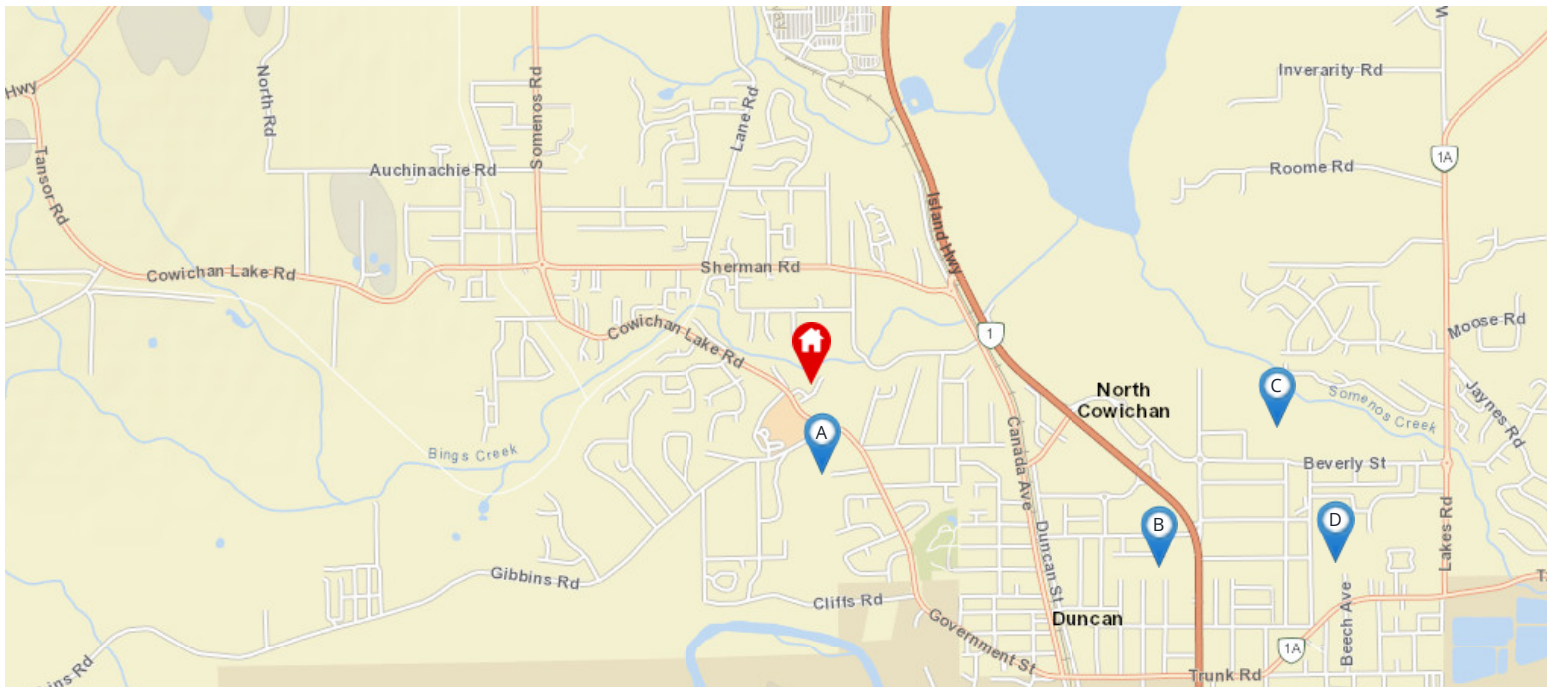 Hwy
North Rd
Tansor Rd
Auchinachie Rd
Somenos Rd
Lane Rd
Inverarity Rd
1A
Roome Rd
Island Hwy
Cowichan Lake Rd
Sherman Rd
Cowichan Lake Rd
1
Moose Rd
North
Cowichan
C
Somenos Creek
Jaynes Rd
A
Bings Creek
Canada Ave
Beverly St
B
D
Lakes Rd
Duncan St
Gibbins Rd
Cliffs Rd
Government St
Duncan
Beech Ave
1A
Trunk Rd
ins Rd